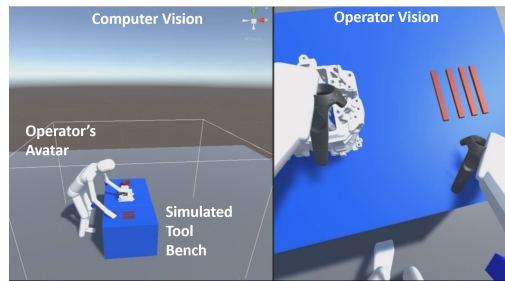 Computer Vision
Operator Vision
Operator's
Avatar
Simulated
Tool
Bench